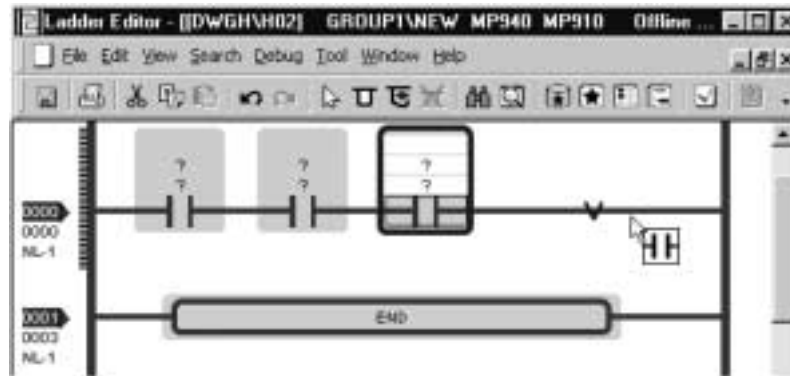 Ladder Editor - [[DWGH\H02] GROUP1\NEW MP940 MP910 Offline ...
File Edit View Search Debug Tool Window Help
? ? ?
? ? ?
0000
0000
NL-1
0001
END
0003
NL-1